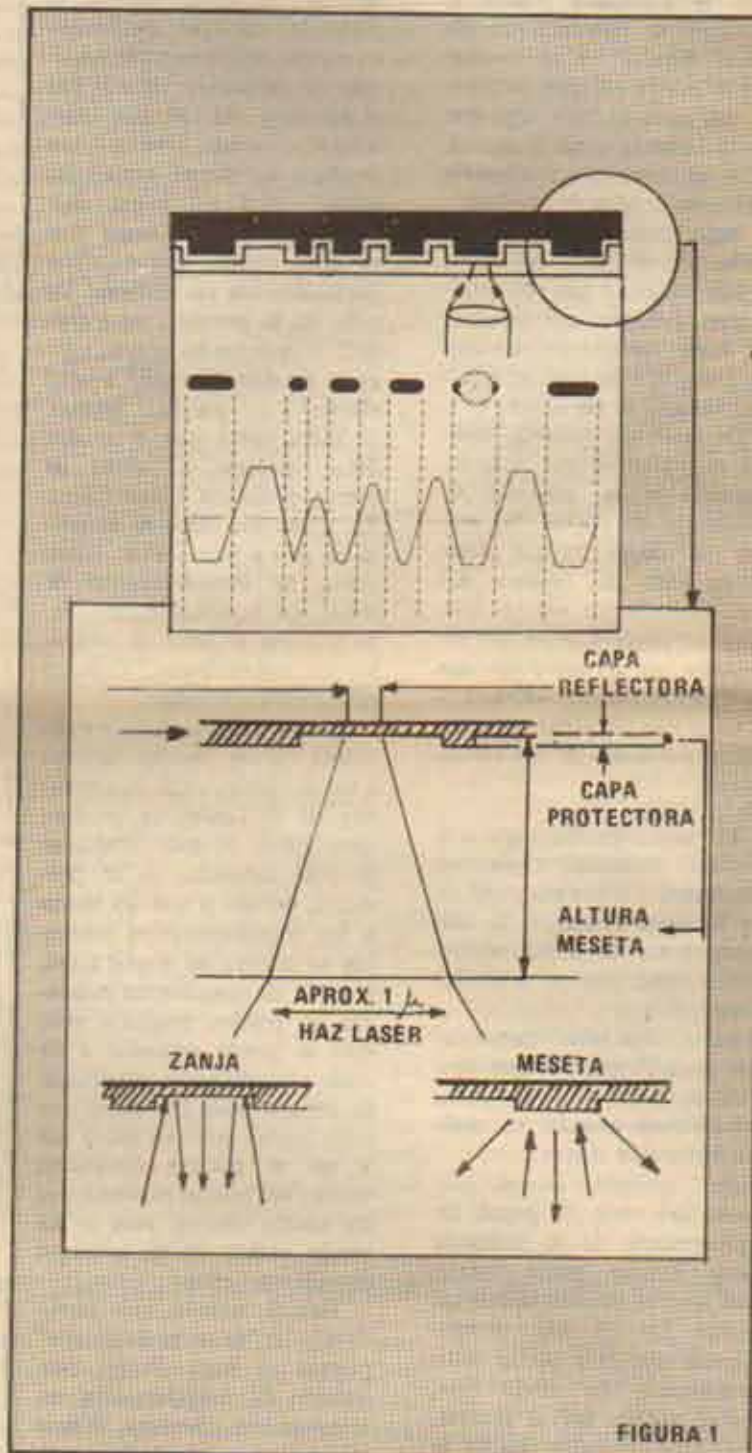 CAPA
REFLECTORA
CAPA
PROTECTORA
ALTURA
MESETA
APROX. 1 μ
HAZ LASER
ZANJA
MESETA
FIGURA 1